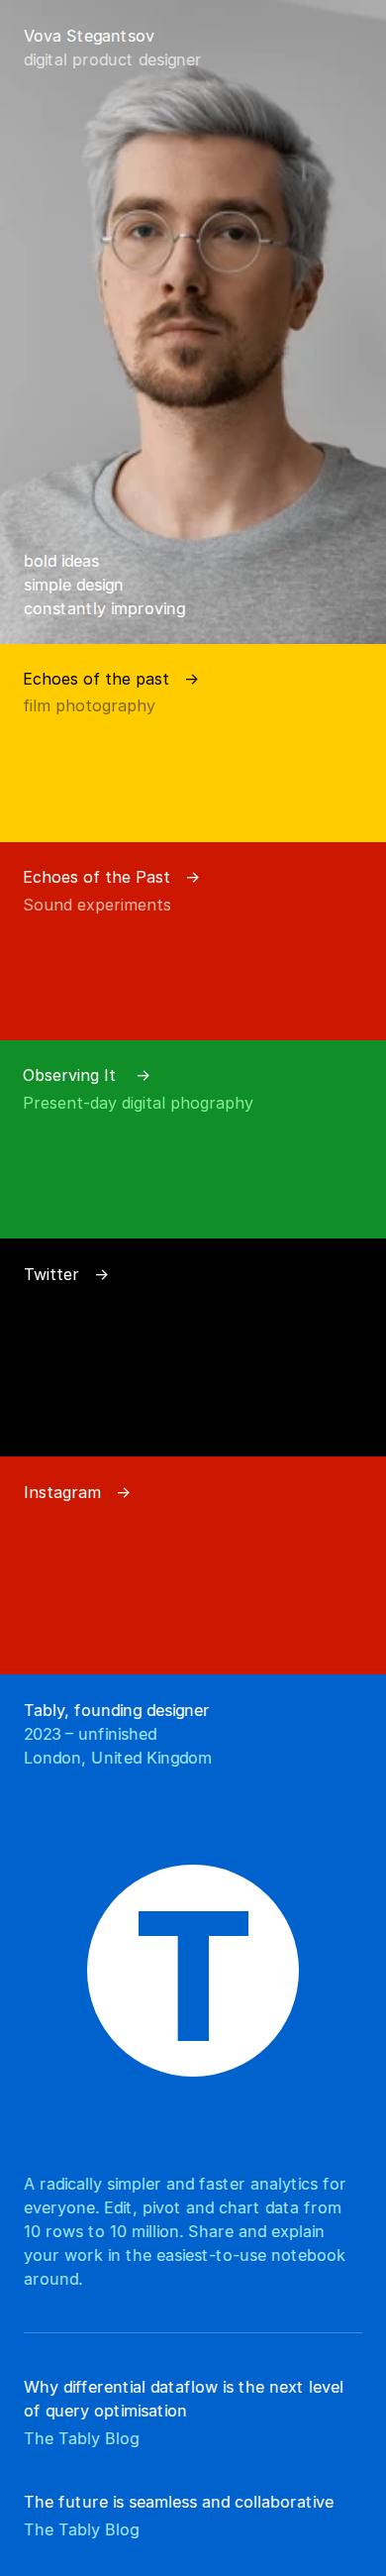 Vova Stegantsov
digital product designer
bold ideas
simple design
constantly improving
Echoes of the past →
film photography
Echoes of the Past →
Sound experiments
Observing It →
Present-day digital phography
Twitter →
Instagram →
Tably, founding designer
2023 – unfinished
London, United Kingdom
T
A radically simpler and faster analytics for
everyone. Edit, pivot and chart data from
10 rows to 10 million. Share and explain
your work in the easiest-to-use notebook
around.
Why differential dataflow is the next level
of query optimisation
The Tably Blog
The future is seamless and collaborative
The Tably Blog